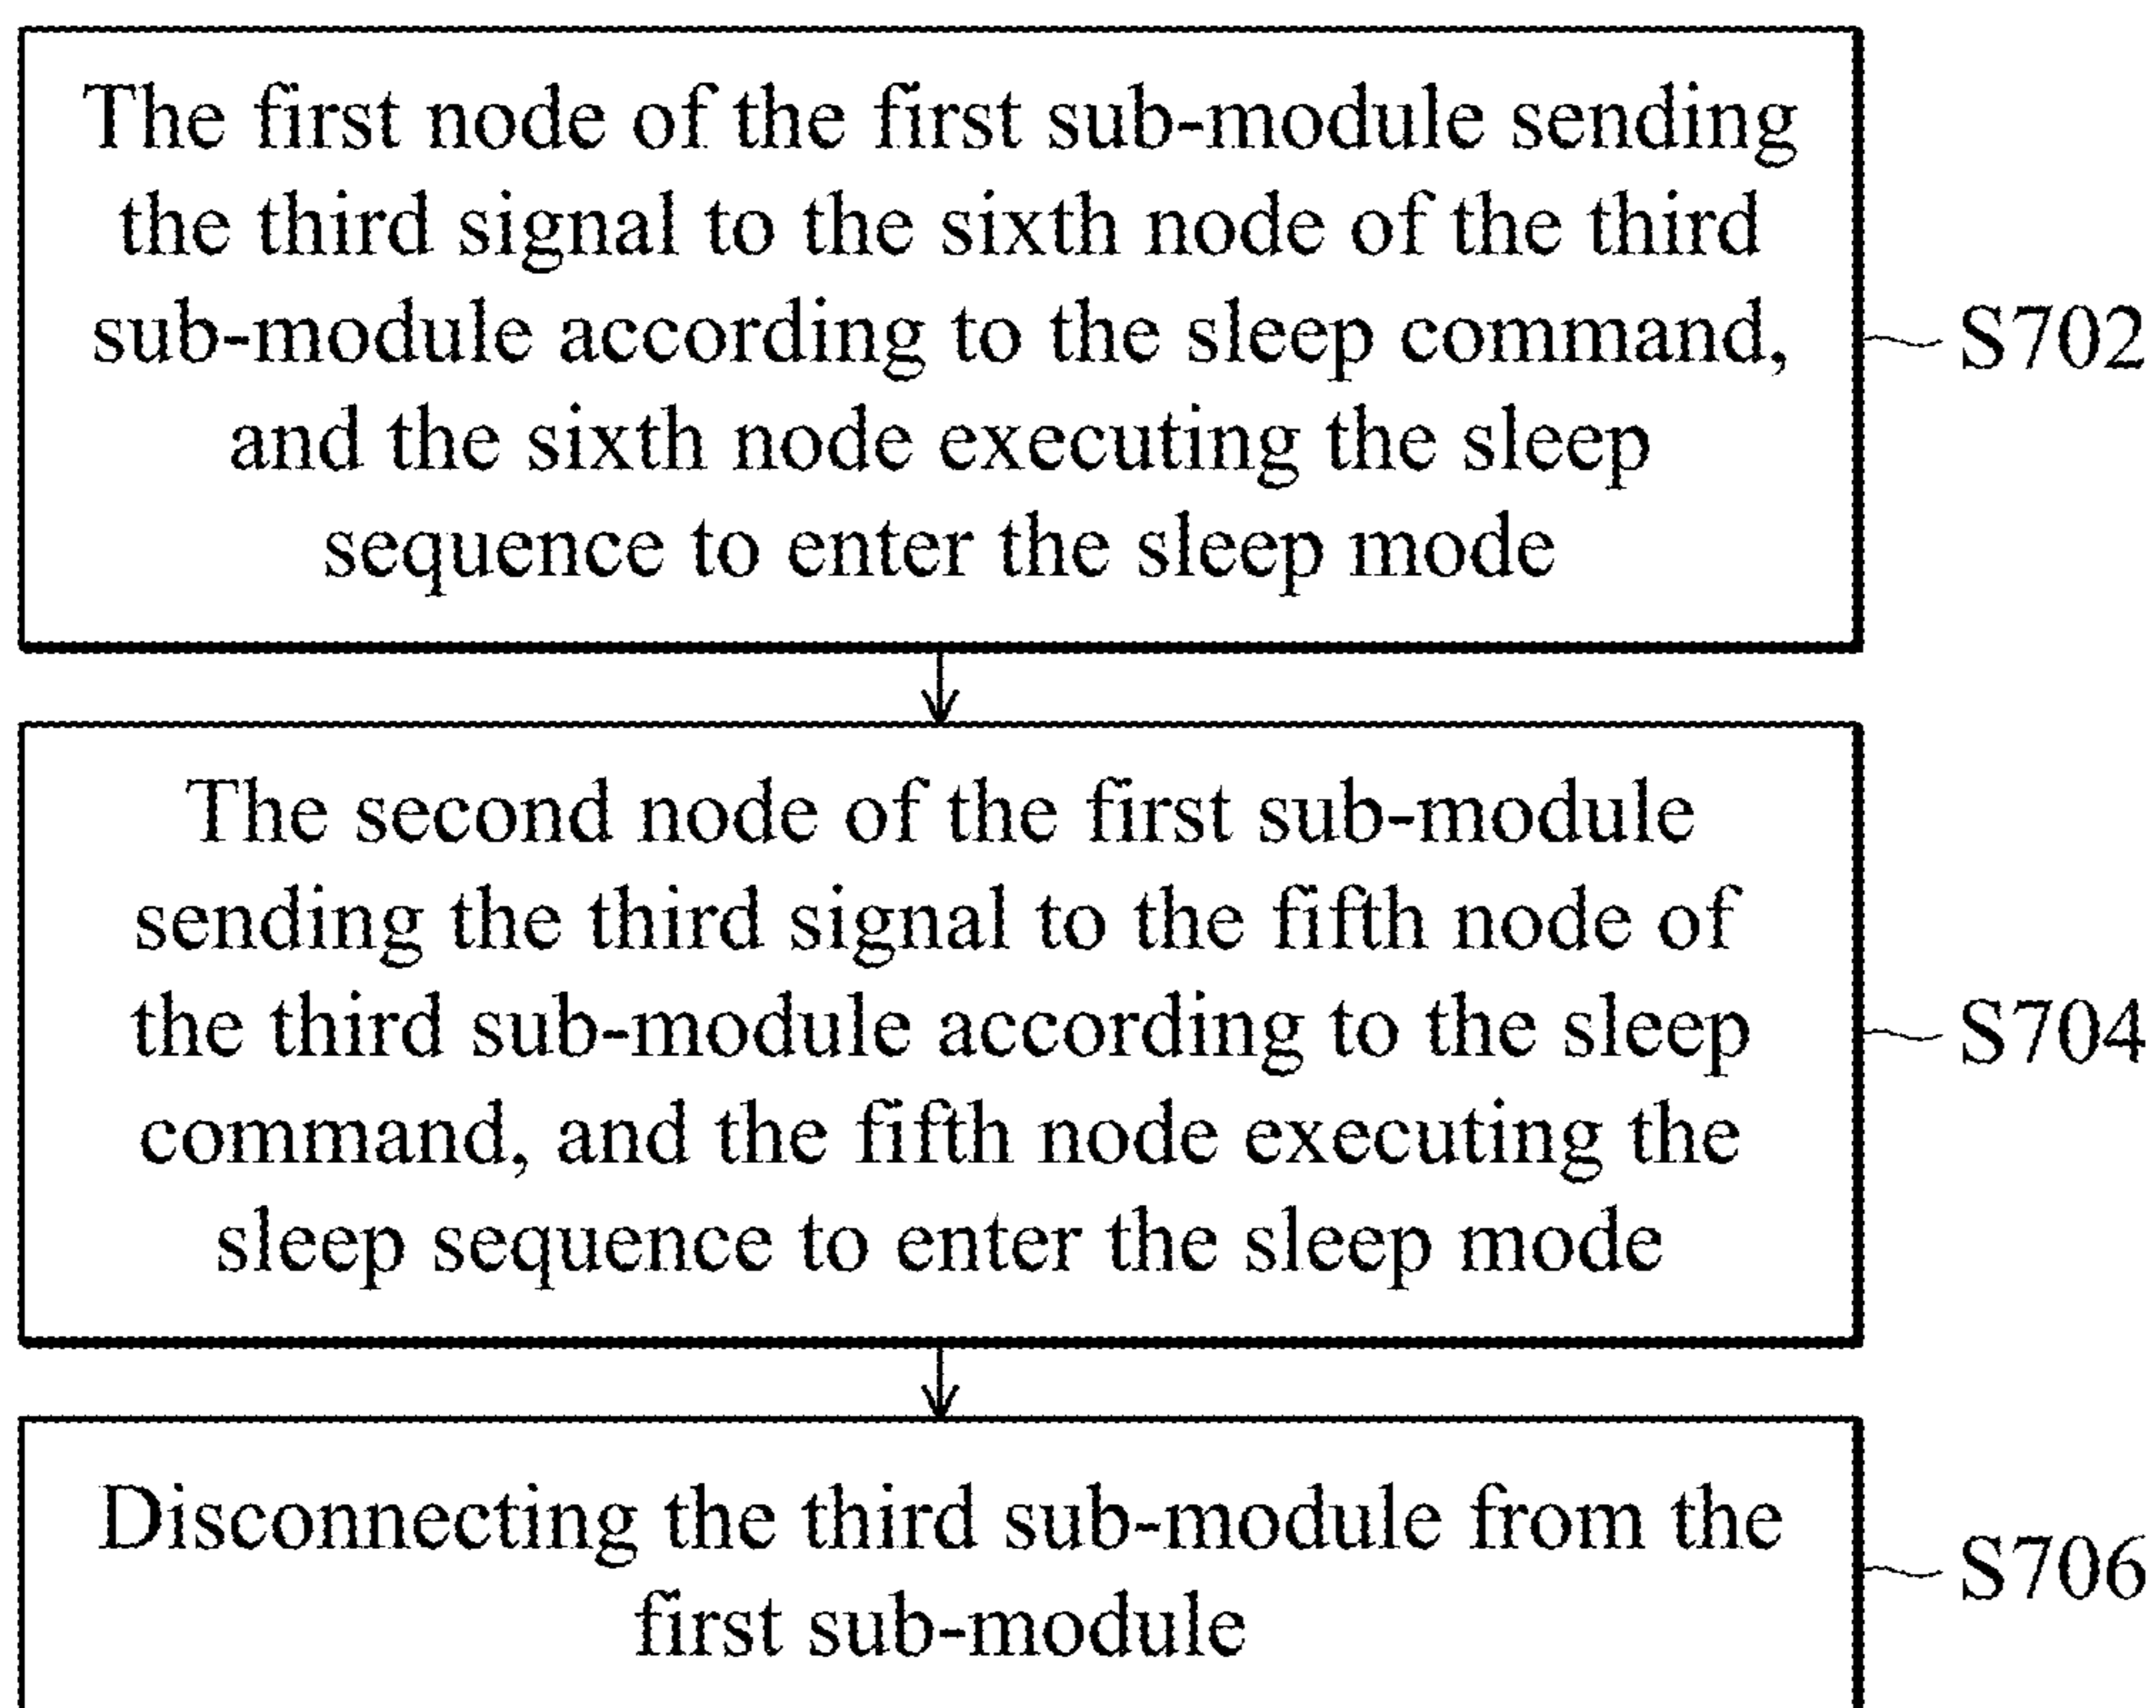 The first node of the first sub-module sending
the third signal to the sixth node of the third
sub-module according to the sleep command,
and the sixth node executing the sleep
sequence to enter the sleep mode
S702
The second node of the first sub-module
sending the third signal to the fifth node of
the third sub-module according to the sleep
command, and the fifth node executing the
sleep sequence to enter the sleep mode
S704
Disconnecting the third sub-module from the
first sub-module
S706